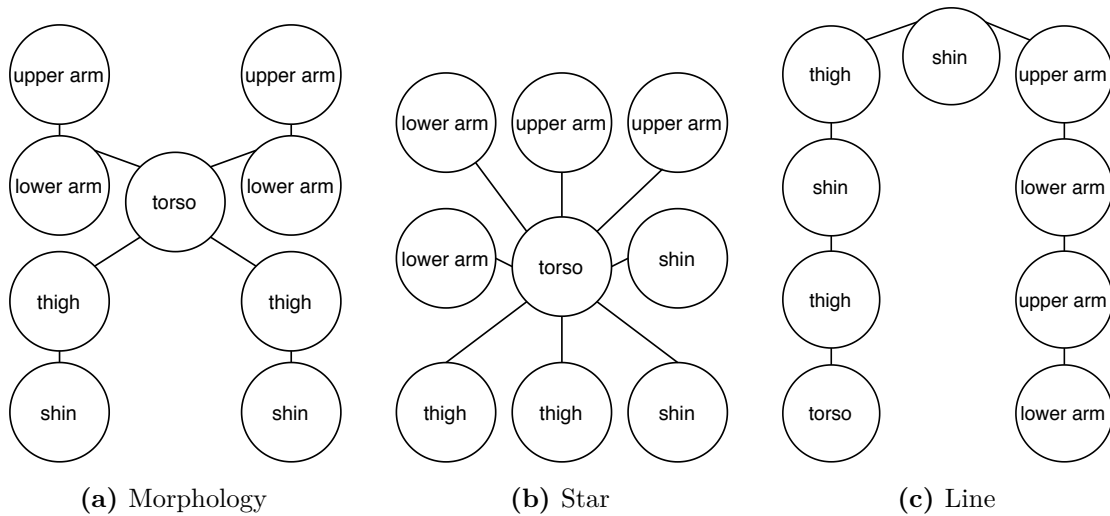 upper arm
lower arm
upper arm
lower arm
torso
thigh
shin
thigh
shin
(a) Morphology
lower arm
upper arm
upper arm
lower arm
torso
shin
thigh
thigh
shin
(b) Star
thigh
shin
upper arm
shin
lower arm
thigh
upper arm
torso
lower arm
(c) Line